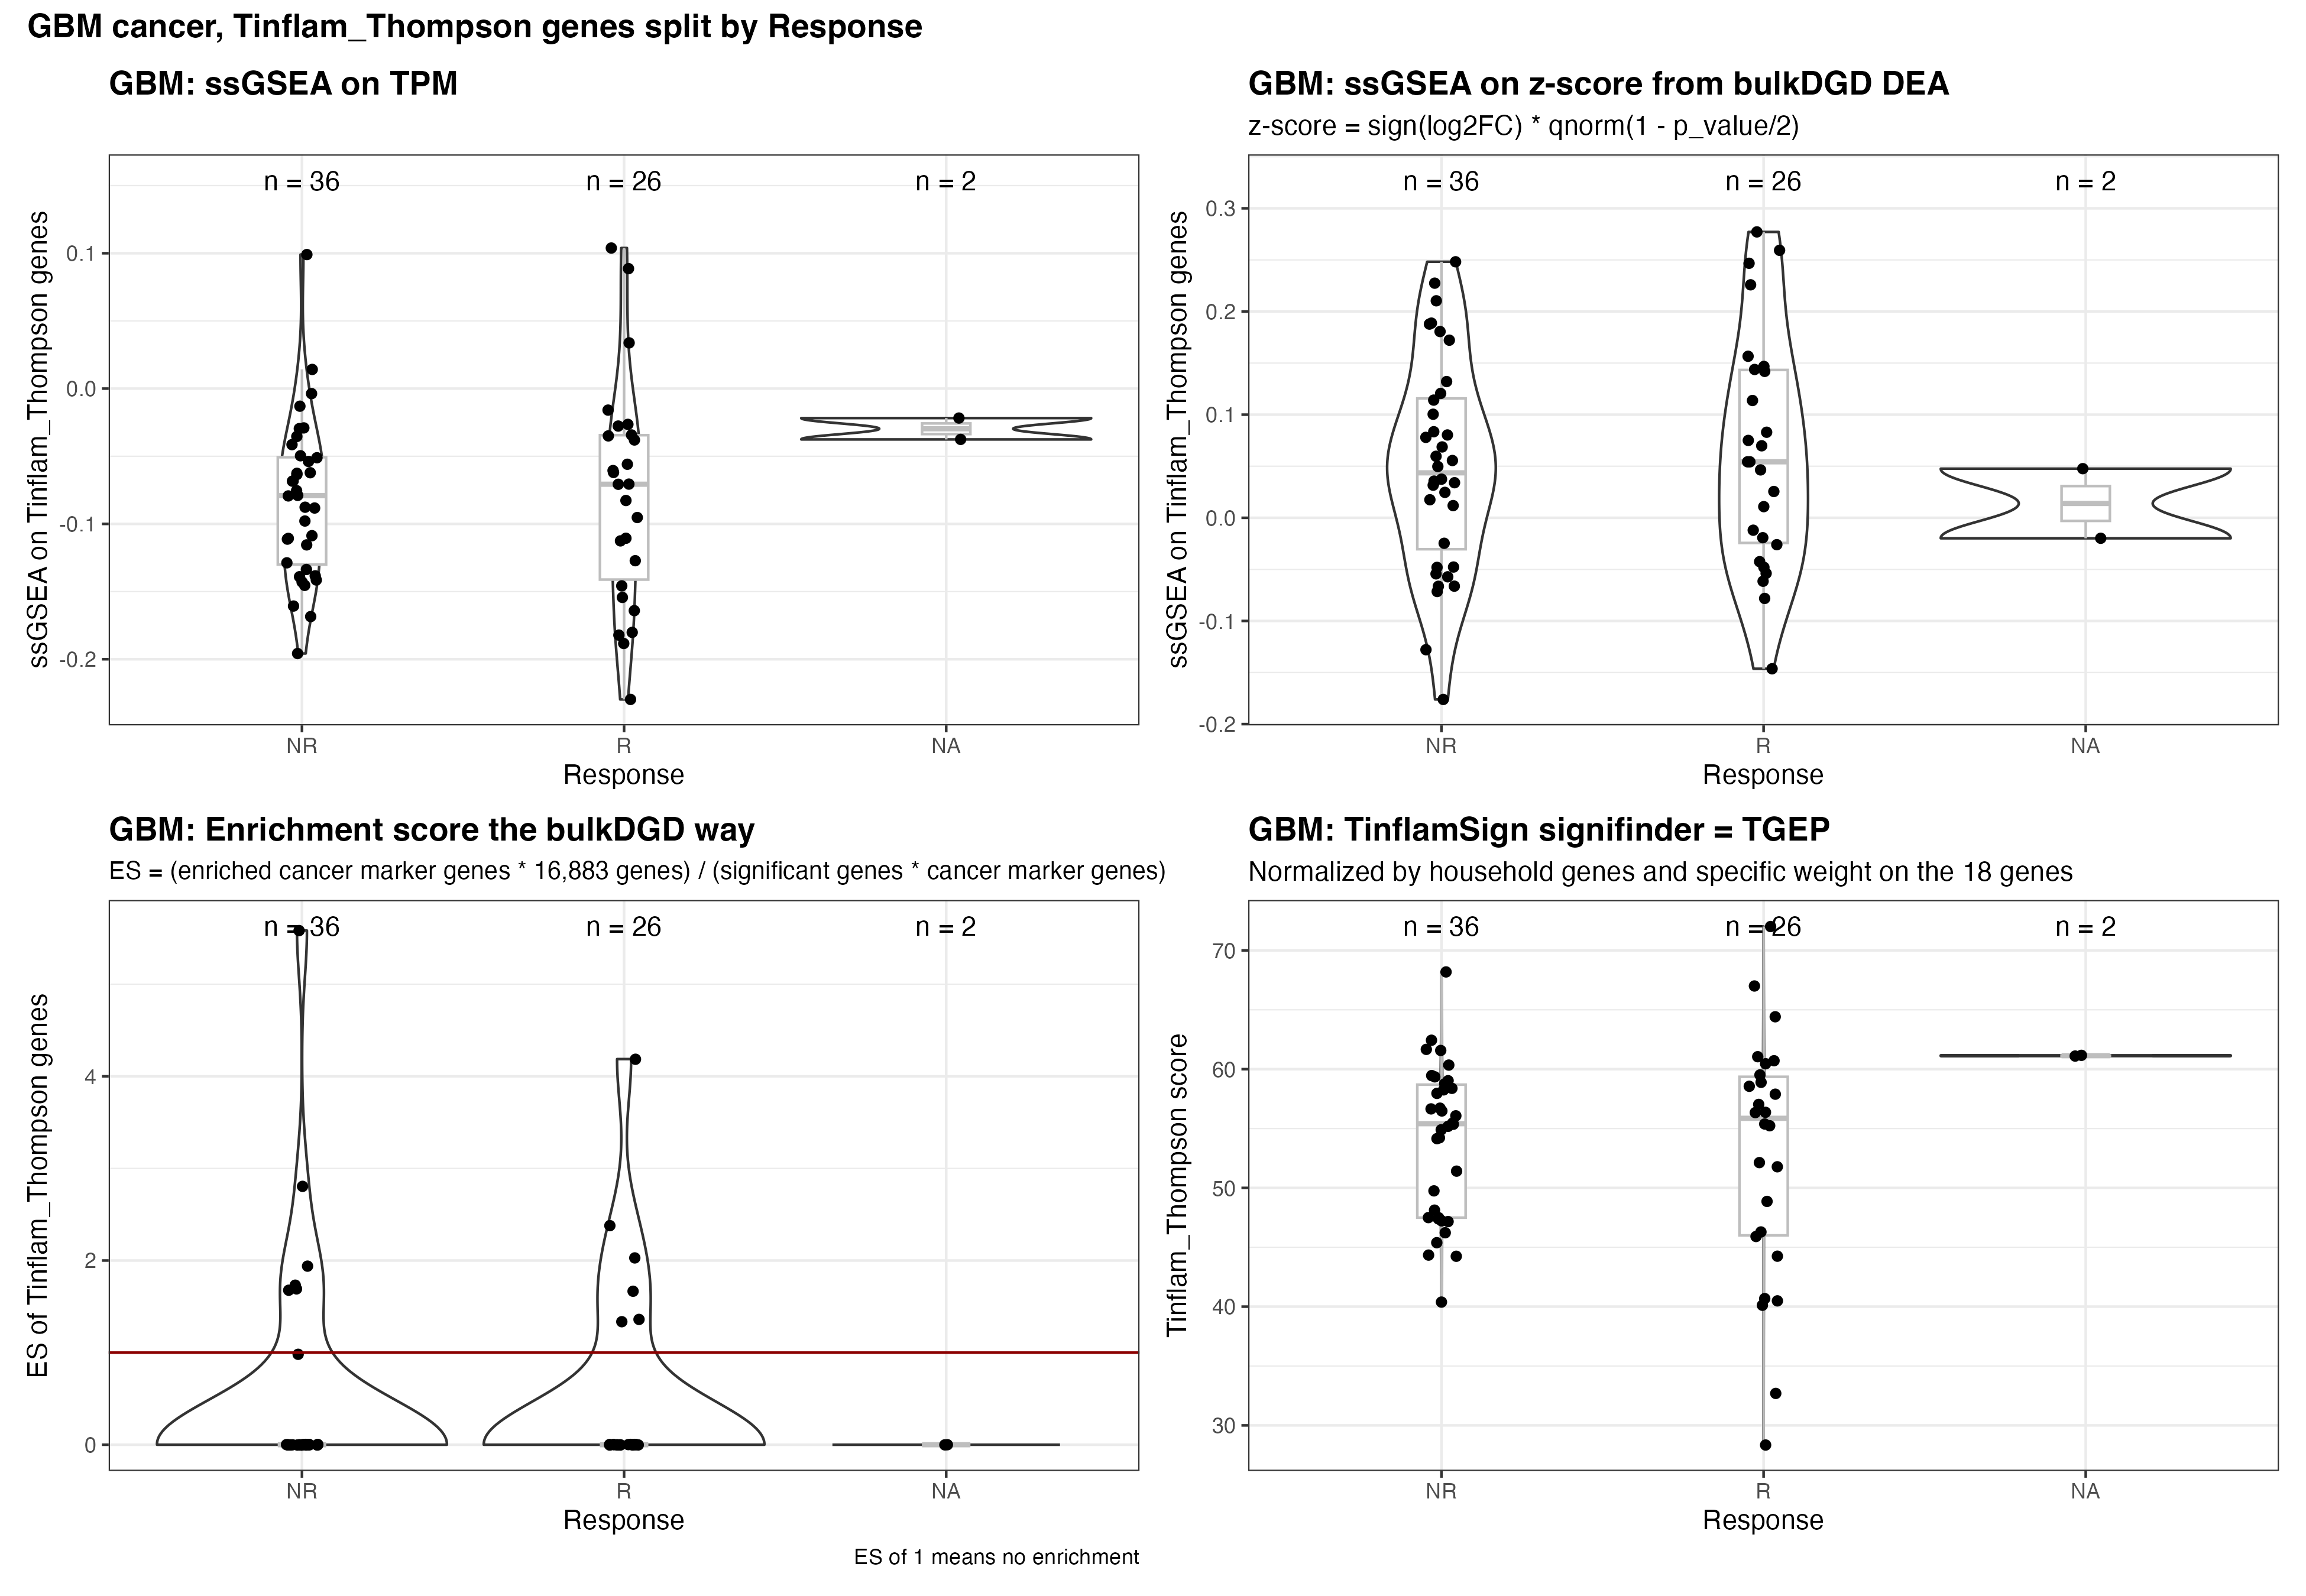 GBM cancer, Tinflam_Thompson genes split by Response
GBM: ssGSEA on TPM
n = 36
n = 26
n = 2
ssGSEA on Tinflam_Thompson genes
0.1
0.0
-0.1
-0.2
NR
R
NA
Response
GBM: ssGSEA on z-score from bulkDGD DEA
z-score = sign(log2FC) * qnorm(1 - p_value/2)
n = 36
n = 26
n = 2
ssGSEA on Tinflam_Thompson genes
0.3
0.2
0.1
0.0
-0.1
-0.2
NR
R
NA
Response
GBM: Enrichment score the bulkDGD way
ES = (enriched cancer marker genes * 16,883 genes) / (significant genes * cancer marker genes)
n = 36
n = 26
n = 2
ES of Tinflam_Thompson genes
4
2
0
NR
R
NA
Response
ES of 1 means no enrichment
GBM: TinflamSign signifinder = TGEP
Normalized by household genes and specific weight on the 18 genes
n = 36
n = 26
n = 2
Tinflam_Thompson score
70
60
50
40
30
NR
R
NA
Response